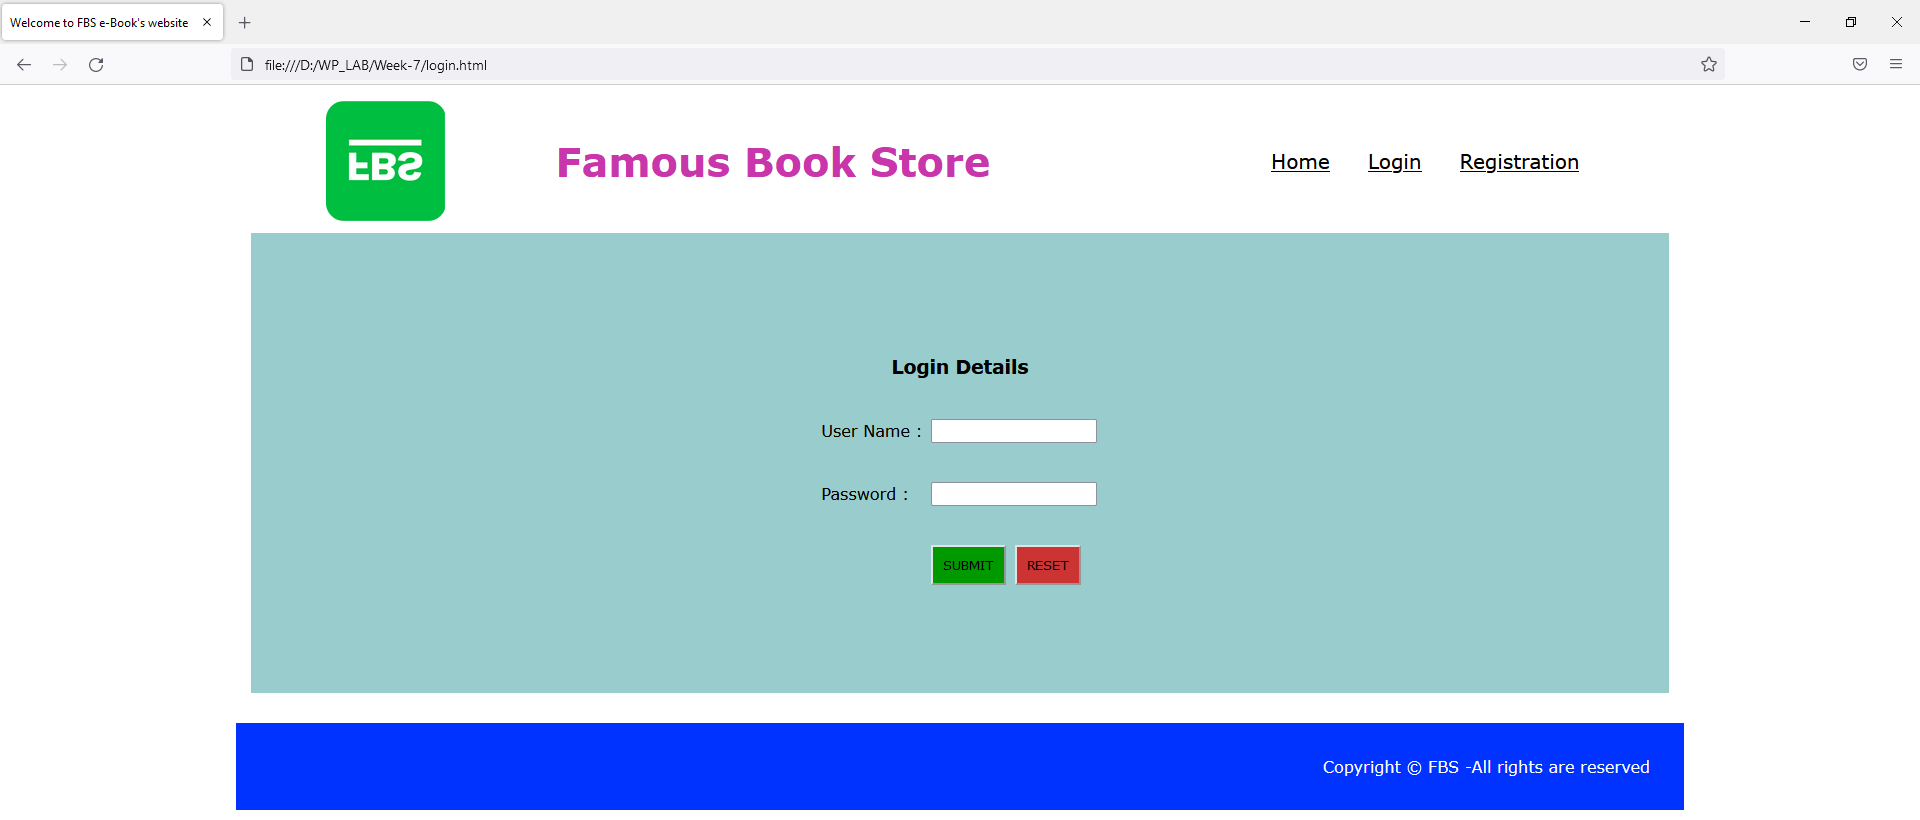 Welcome to FBS e-Book's website
file:///D:/WP_LAB/Week-7/login.html
FBS
Famous Book Store
Home Login Registration
Login Details
User Name :
Password :
SUBMIT RESET
Copyright © FBS -All rights are reserved